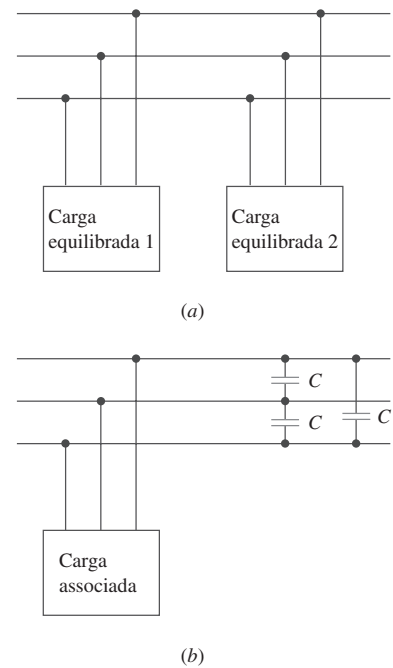 Carga
equilibrada 1
Carga
equilibrada 2
(a)
C
C
C
Carga
associada
(b)